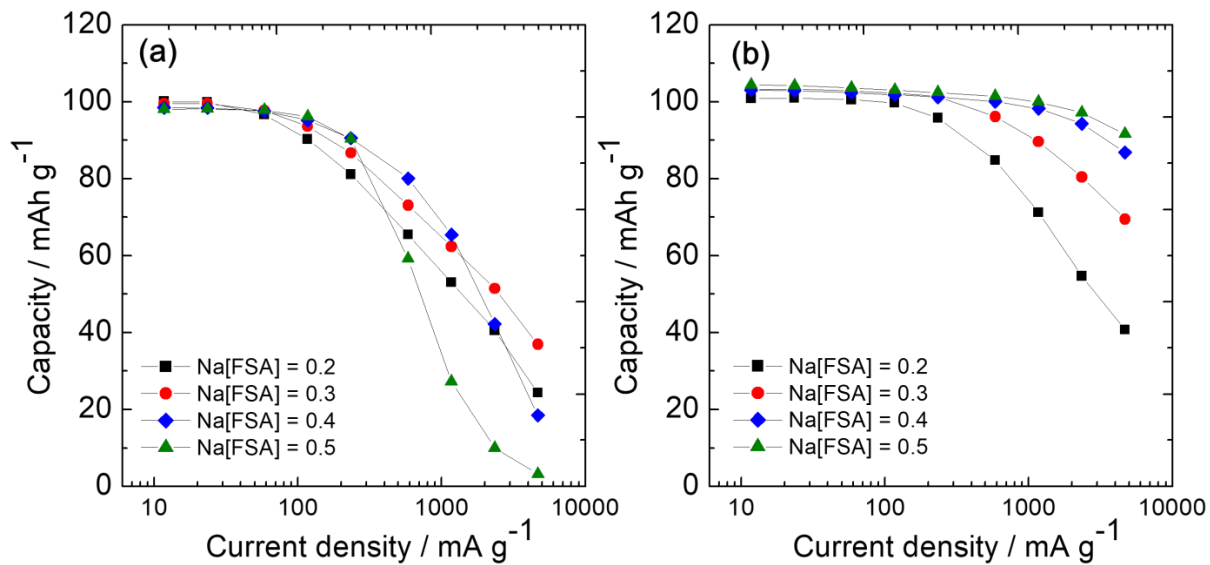 (a)
120
100
80
60
40
20
0
Capacity / mAh g⁻¹
Na[FSA] = 0.2
Na[FSA] = 0.3
Na[FSA] = 0.4
Na[FSA] = 0.5
10 100 1000 10000
Current density / mA g⁻¹
(b)
120
100
80
60
40
20
0
Capacity / mAh g⁻¹
Na[FSA] = 0.2
Na[FSA] = 0.3
Na[FSA] = 0.4
Na[FSA] = 0.5
10 100 1000 10000
Current density / mA g⁻¹